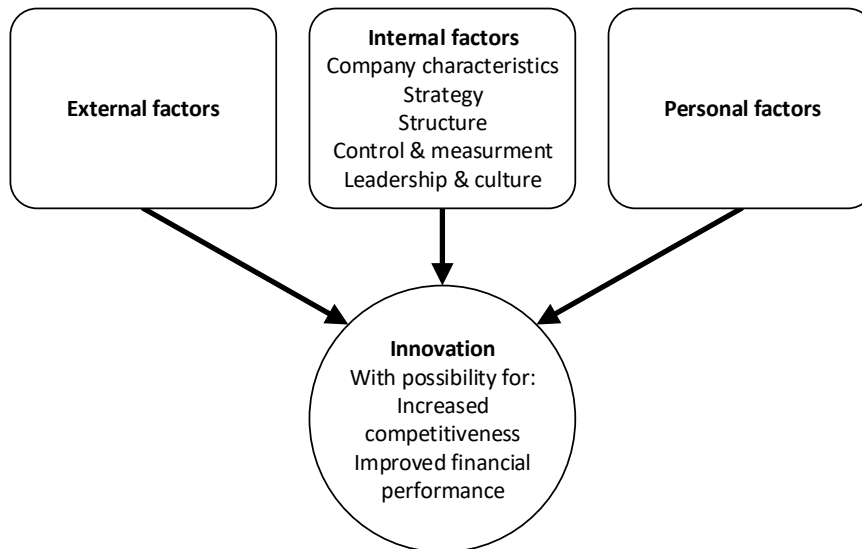 External factors
Internal factors
Company characteristics
Strategy
Structure
Control & measurment
Leadership & culture
Personal factors
Innovation
With possibility for:
Increased
competitiveness
Improved financial
performance